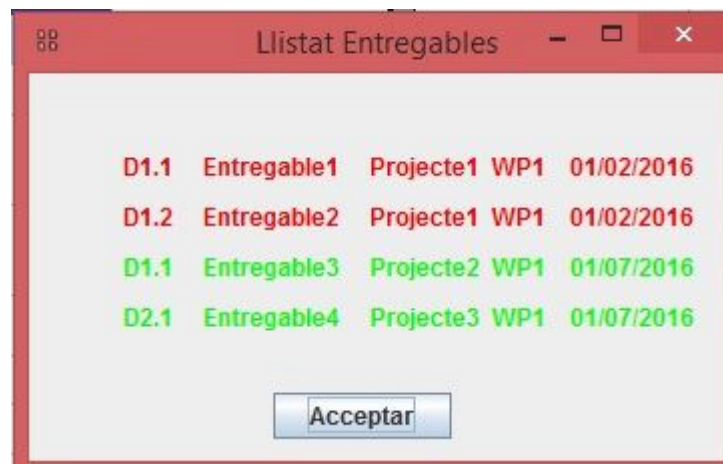 Llistat Entregables
D1.1 Entregable1 Projecte1 WP1 01/02/2016
D1.2 Entregable2 Projecte1 WP1 01/02/2016
D1.1 Entregable3 Projecte2 WP1 01/07/2016
D2.1 Entregable4 Projecte3 WP1 01/07/2016
Acceptar